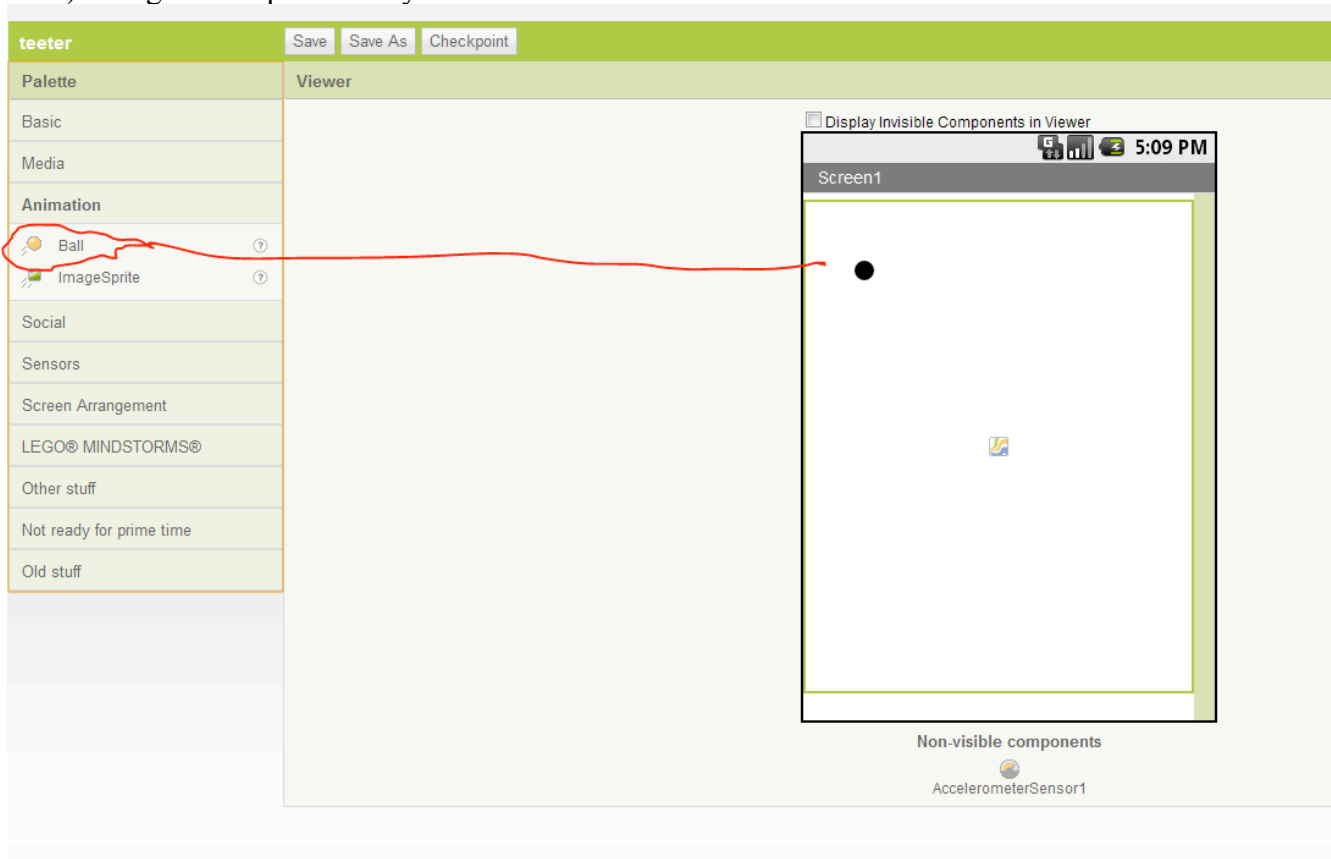 teeter Save Save As Checkpoint
Palette Viewer
Basic
Media
Animation
Ball ?
ImageSprite ?
Social
Sensors
Screen Arrangement
LEGO® MINDSTORMS®
Other stuff
Not ready for prime time
Old stuff
Display Invisible Components in Viewer
G 5:09 PM
Screen1
Non-visible components
AccelerometerSensor1